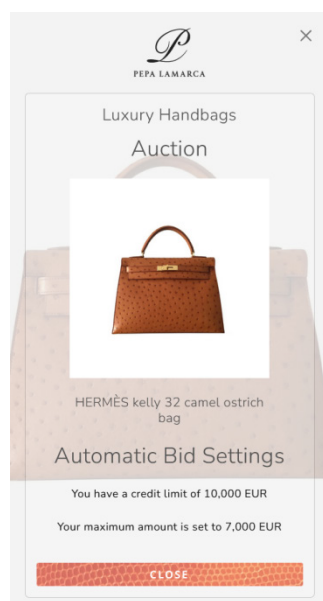 P
PEPA LAMARCA
Luxury Handbags
Auction
HERMÈS kelly 32 camel ostrich
bag
Automatic Bid Settings
You have a credit limit of 10,000 EUR
Your maximum amount is set to 7,000 EUR
CLOSE